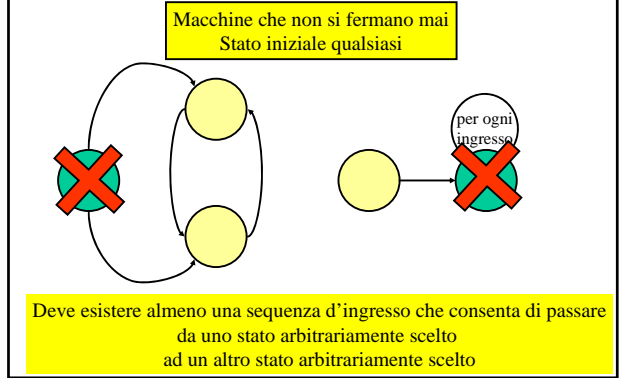 Macchine che non si fermano mai
Stato iniziale qualsiasi
per ogni
ingresso
Deve esistere almeno una sequenza d'ingresso che consenta di passare
da uno stato arbitrariamente scelto
ad un altro stato arbitrariamente scelto